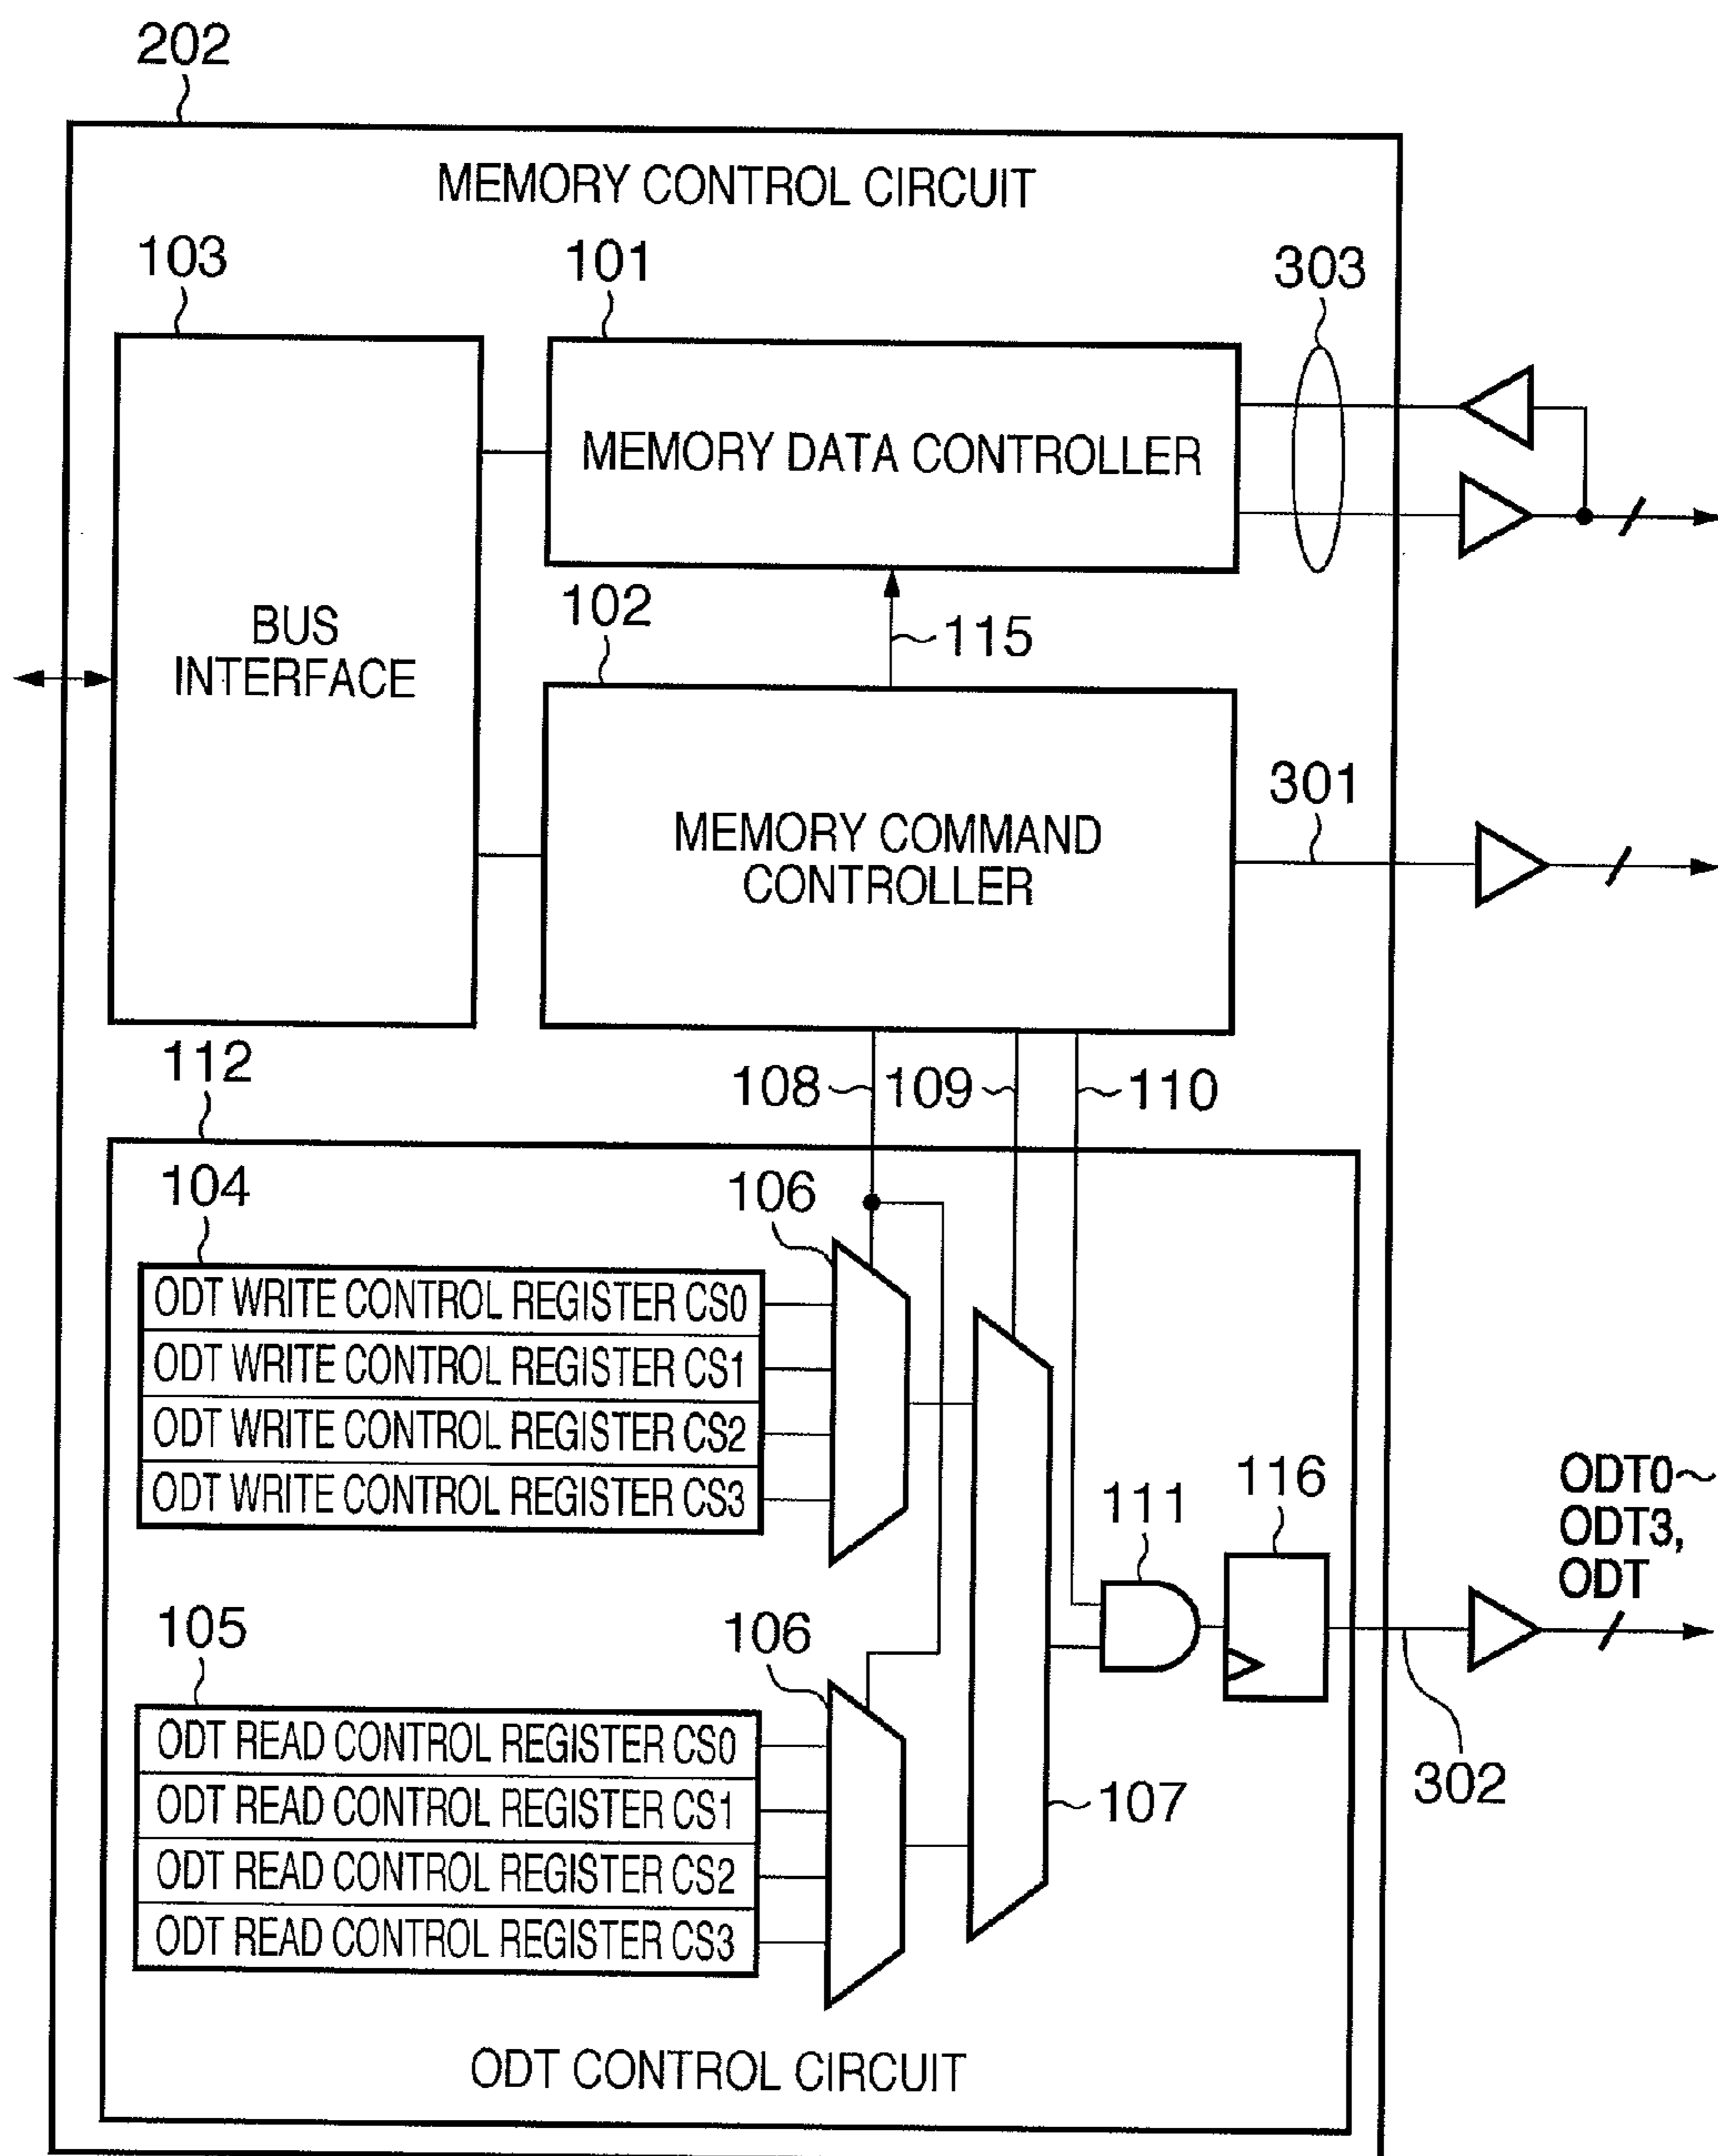 202
MEMORY CONTROL CIRCUIT
103
101
303
MEMORY DATA CONTROLLER
102
115
BUS
INTERFACE
301
MEMORY COMMAND
CONTROLLER
112
108
109
110
104
106
ODT WRITE CONTROL REGISTER CS0
ODT WRITE CONTROL REGISTER CS1
ODT WRITE CONTROL REGISTER CS2
ODT WRITE CONTROL REGISTER CS3
111
116
ODT0~
ODT3,
ODT
105
106
ODT READ CONTROL REGISTER CS0
ODT READ CONTROL REGISTER CS1
ODT READ CONTROL REGISTER CS2
ODT READ CONTROL REGISTER CS3
107
302
ODT CONTROL CIRCUIT